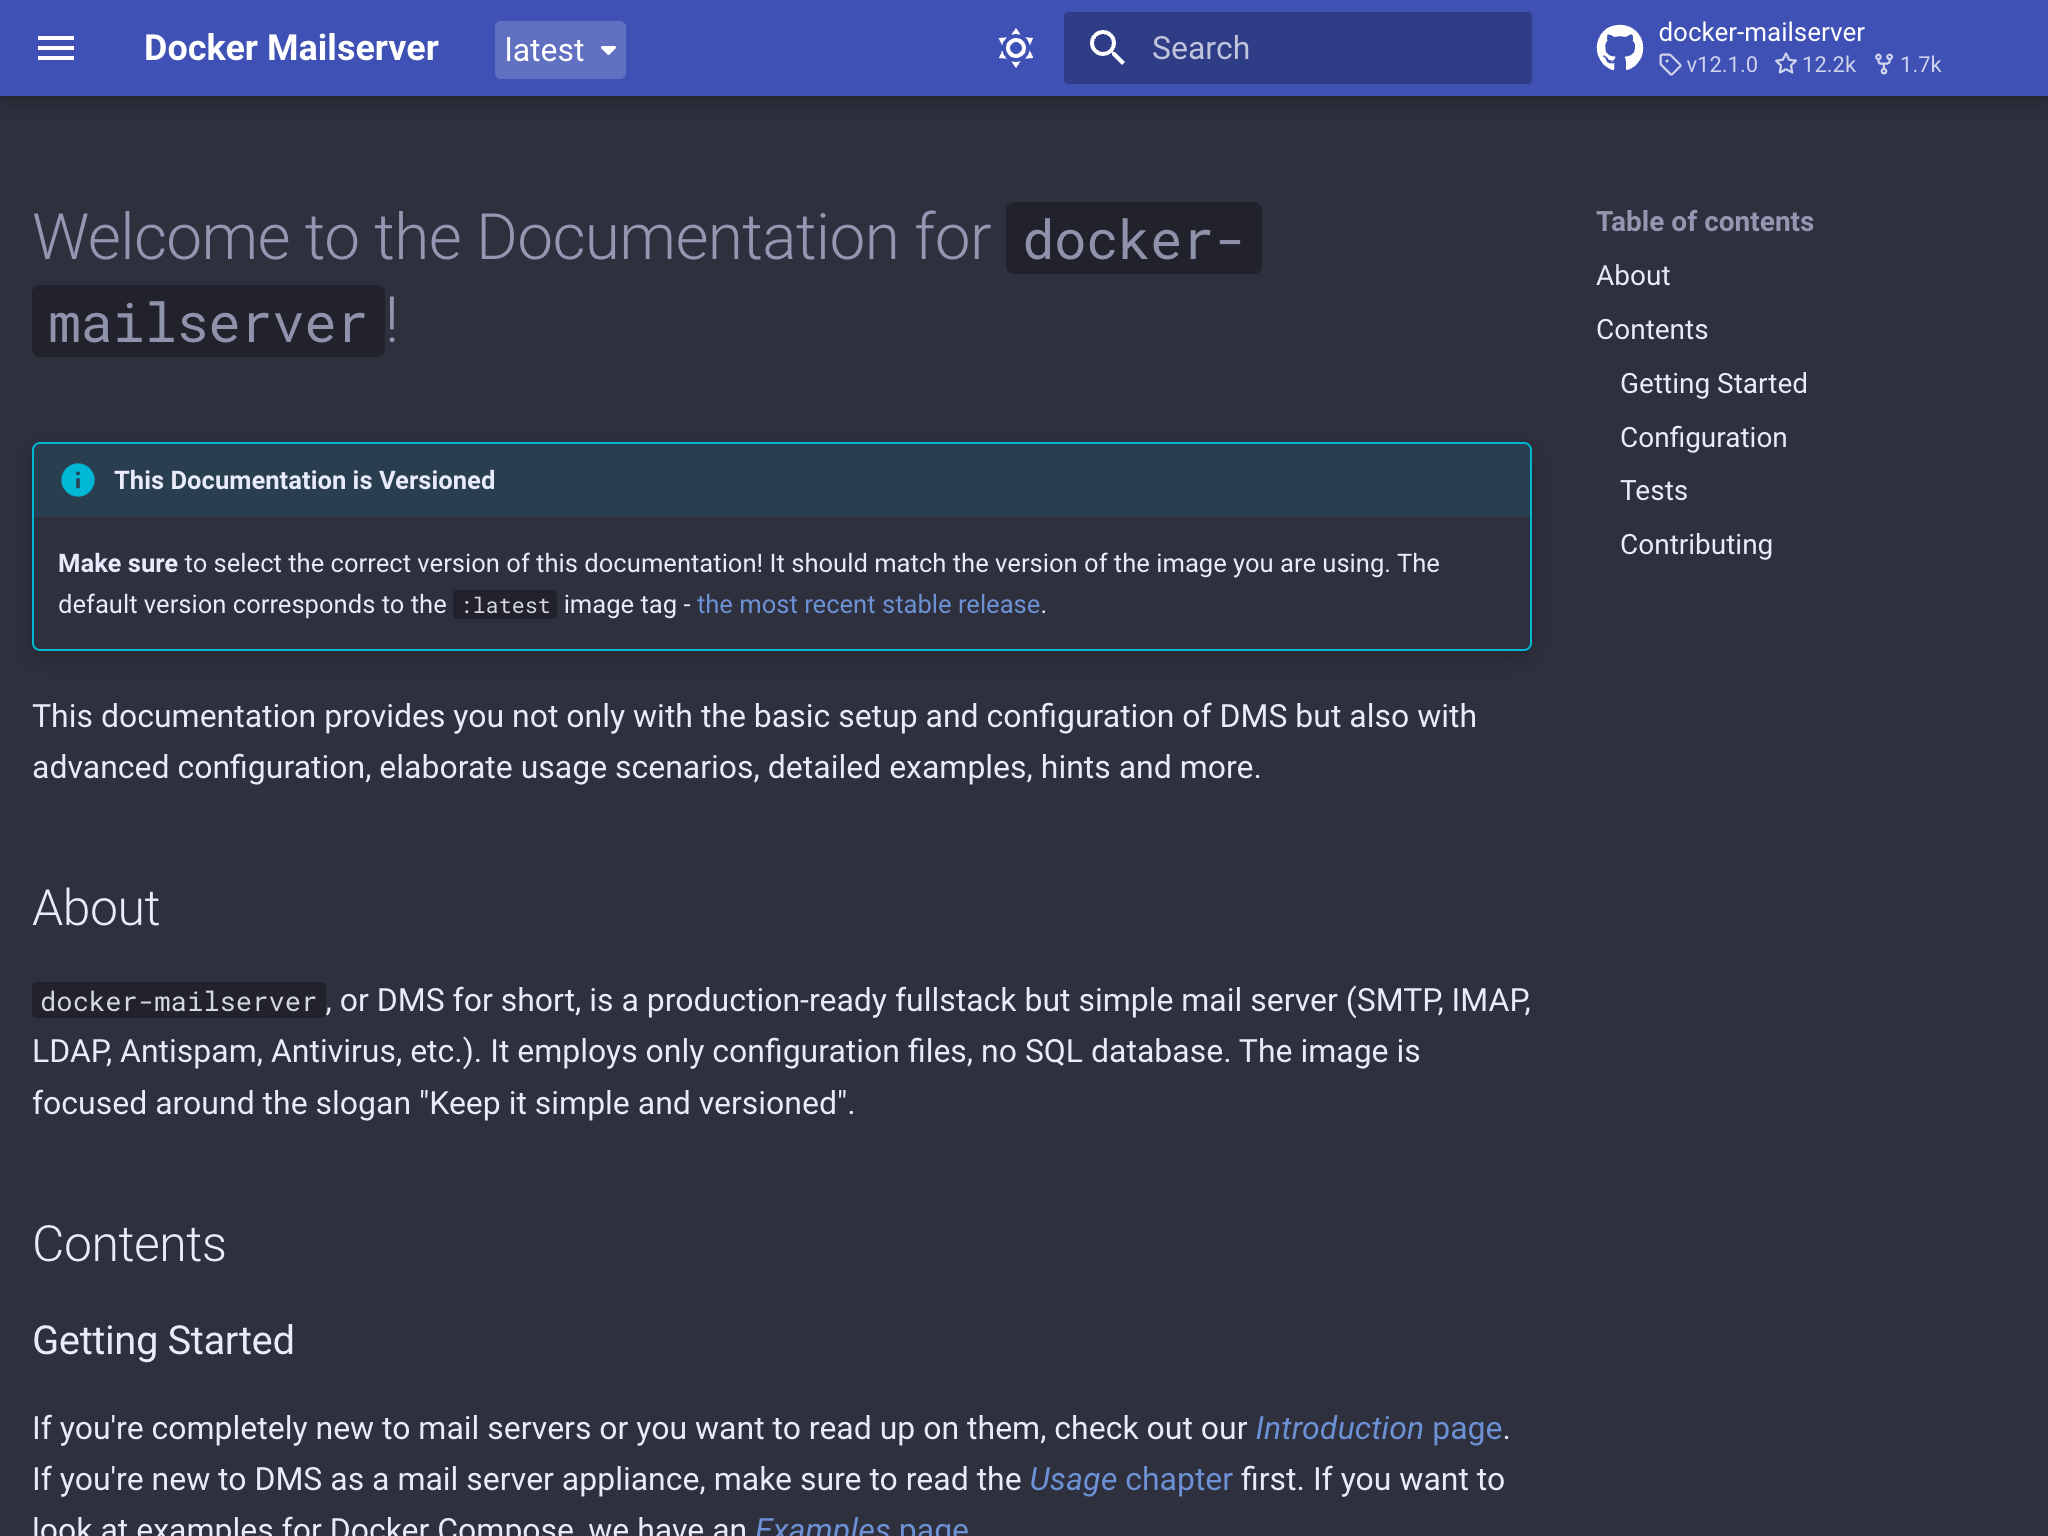 Docker Mailserver
latest
Search
docker-mailserver
v12.1.0 12.2k 1.7k
Welcome to the Documentation for docker-
mailserver!
This Documentation is Versioned
Make sure to select the correct version of this documentation! It should match the version of the image you are using. The
default version corresponds to the :latest image tag - the most recent stable release.
This documentation provides you not only with the basic setup and configuration of DMS but also with
advanced configuration, elaborate usage scenarios, detailed examples, hints and more.
About
docker-mailserver, or DMS for short, is a production-ready fullstack but simple mail server (SMTP, IMAP,
LDAP, Antispam, Antivirus, etc.). It employs only configuration files, no SQL database. The image is
focused around the slogan "Keep it simple and versioned".
Contents
Getting Started
If you're completely new to mail servers or you want to read up on them, check out our Introduction page.
If you're new to DMS as a mail server appliance, make sure to read the Usage chapter first. If you want to
look at examples for Docker Compose, we have an Examples page.
Table of contents
About
Contents
Getting Started
Configuration
Tests
Contributing